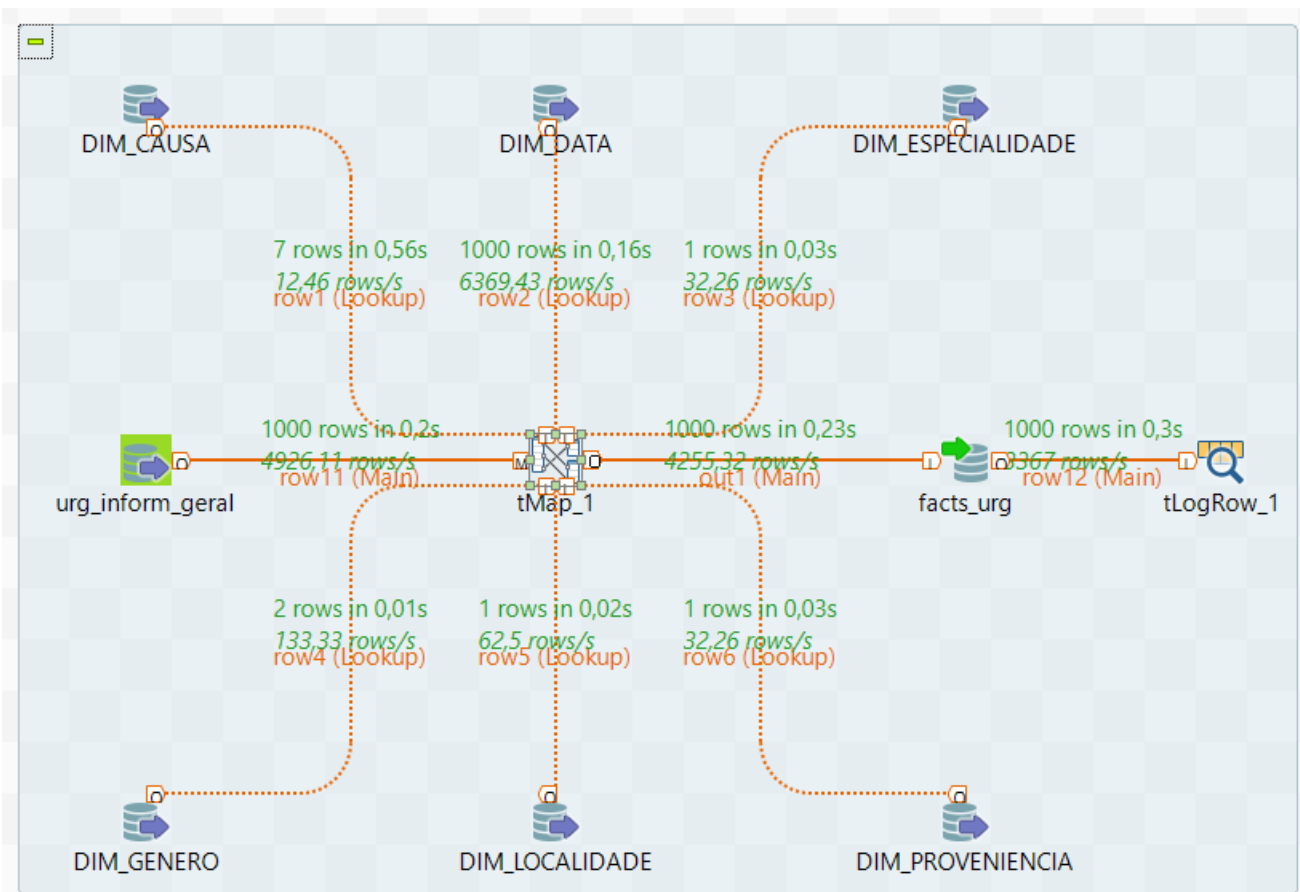 DIM_CAUSA
DIM_DATA
DIM_ESPECIALIDADE
7 rows in 0,56s
12,46 rows/s
row1 (Lookup)
1000 rows in 0,16s
6369,43 rows/s
row2 (Lookup)
1 rows in 0,03s
32,26 rows/s
row3 (Lookup)
1000 rows in 0,2s
4926,11 rows/s
row11 (Main)
1000 rows in 0,23s
4255,32 rows/s
out1 (Main)
1000 rows in 0,3s
3367 rows/s
row12 (Main)
urg_inform_geral
tMap_1
facts_urg
tLogRow_1
2 rows in 0,01s
133,33 rows/s
row4 (Lookup)
1 rows in 0,02s
62,5 rows/s
row5 (Lookup)
1 rows in 0,03s
32,26 rows/s
row6 (Lookup)
DIM_GENERO
DIM_LOCALIDADE
DIM_PROVENIENCIA